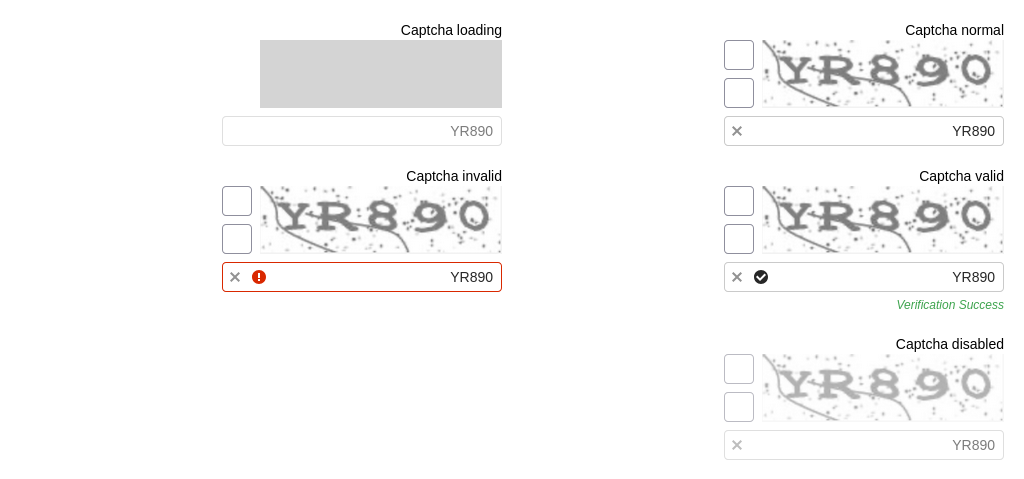 Captcha loading
YR890
Captcha normal
YR890
YR890
Captcha invalid
YR890
YR890
Captcha valid
YR890
YR890
Verification Success
Captcha disabled
YR890
YR890